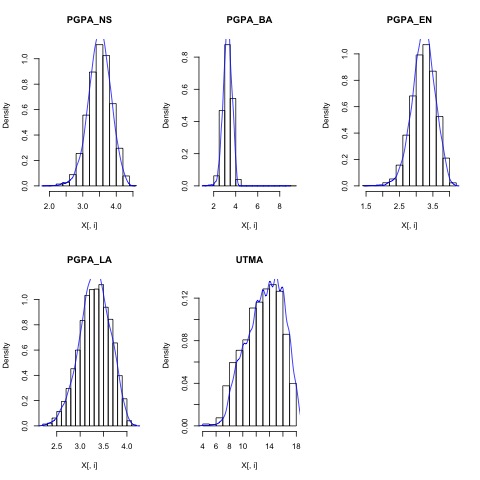 PGPA_NS
Density
0.0 0.2 0.4 0.6 0.8 1.0
2.0 3.0 4.0
X[, i]
PGPA_BA
Density
0.0 0.2 0.4 0.6 0.8
2 4 6 8
X[, i]
PGPA_EN
Density
0.0 0.2 0.4 0.6 0.8 1.0
1.5 2.5 3.5
X[, i]
PGPA_LA
Density
0.0 0.2 0.4 0.6 0.8 1.0
2.5 3.0 3.5 4.0
X[, i]
UTMA
Density
0.00 0.04 0.08 0.12
4 6 8 9 11 14 16 18
X[, i]